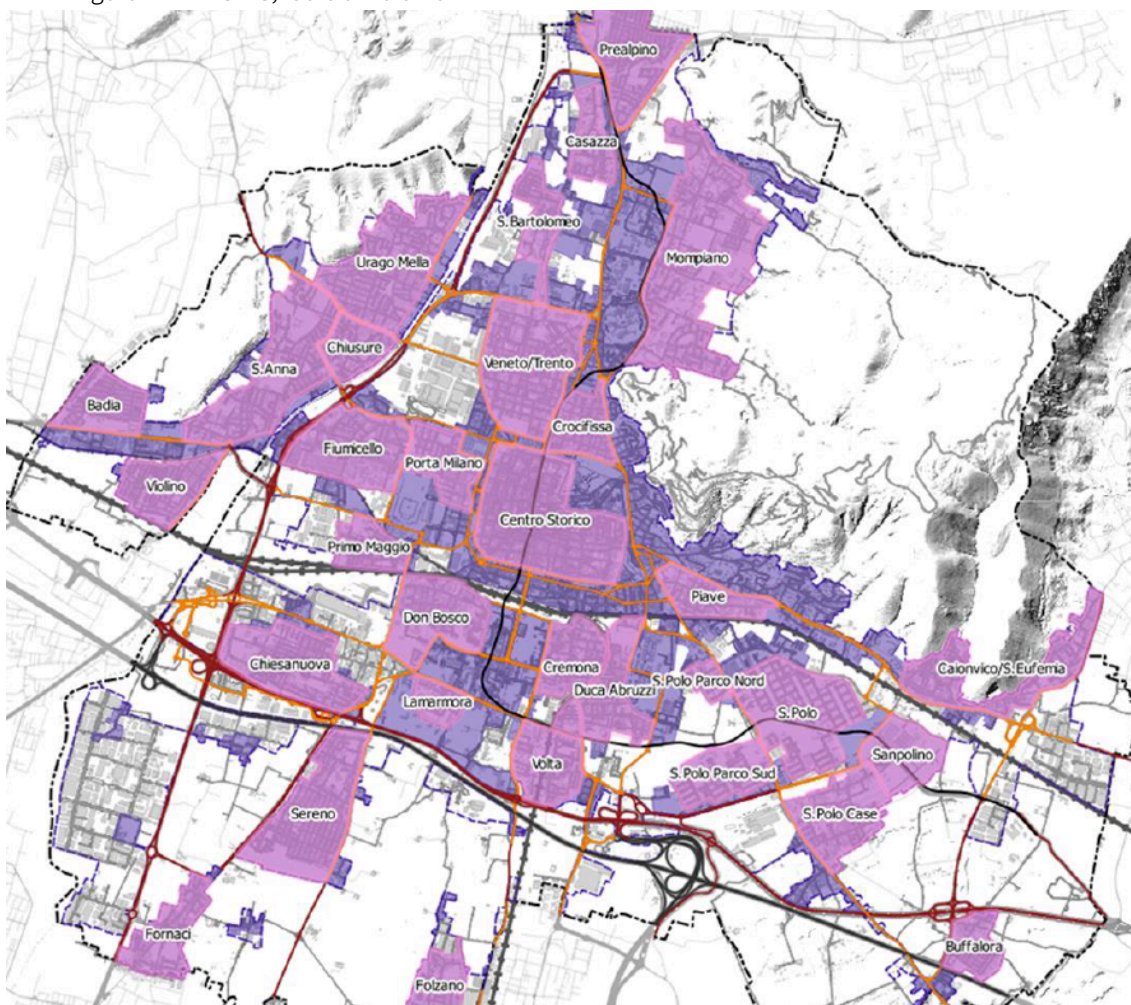 Prealpino
Casazza
S.Bartolomeo
Mompiano
Urago Mella
Chiusure
Veneto/Trento
S.Anna
Badia
Crocifissa
Fiumicello
Porta Milano
Violino
Centro Storico
Primo Maggio
Piave
Don Bosco
Chiesanuova
Cremona
Caionvico/S.Eufemia
S.Polo Parco Nord
Duca Abruzzi
Lamarmora
S.Polo
Sanpolino
Volta
S.Polo Parco Sud
Sereno
S.Polo Case
Fornaci
Buffalora
Folzano